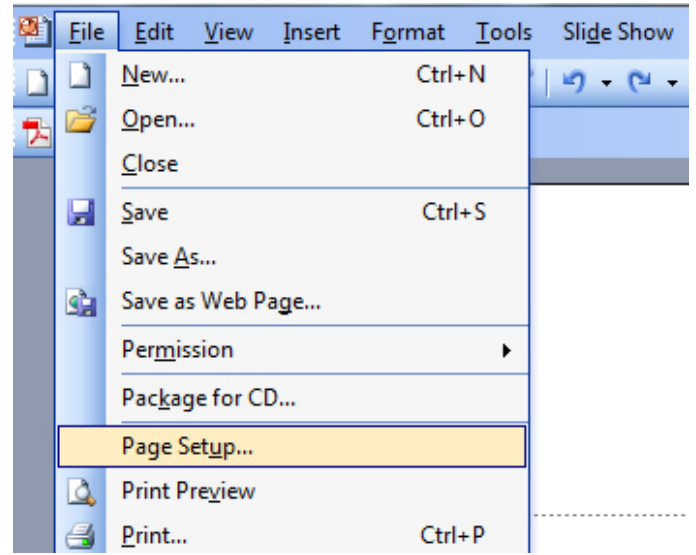 File Edit View Insert Format Tools Slide Show
New... Ctrl+N
Open... Ctrl+O
Close
Save Ctrl+S
Save As...
Save as Web Page...
Permission
Package for CD...
Page Setup...
Print Preview
Print... Ctrl+P